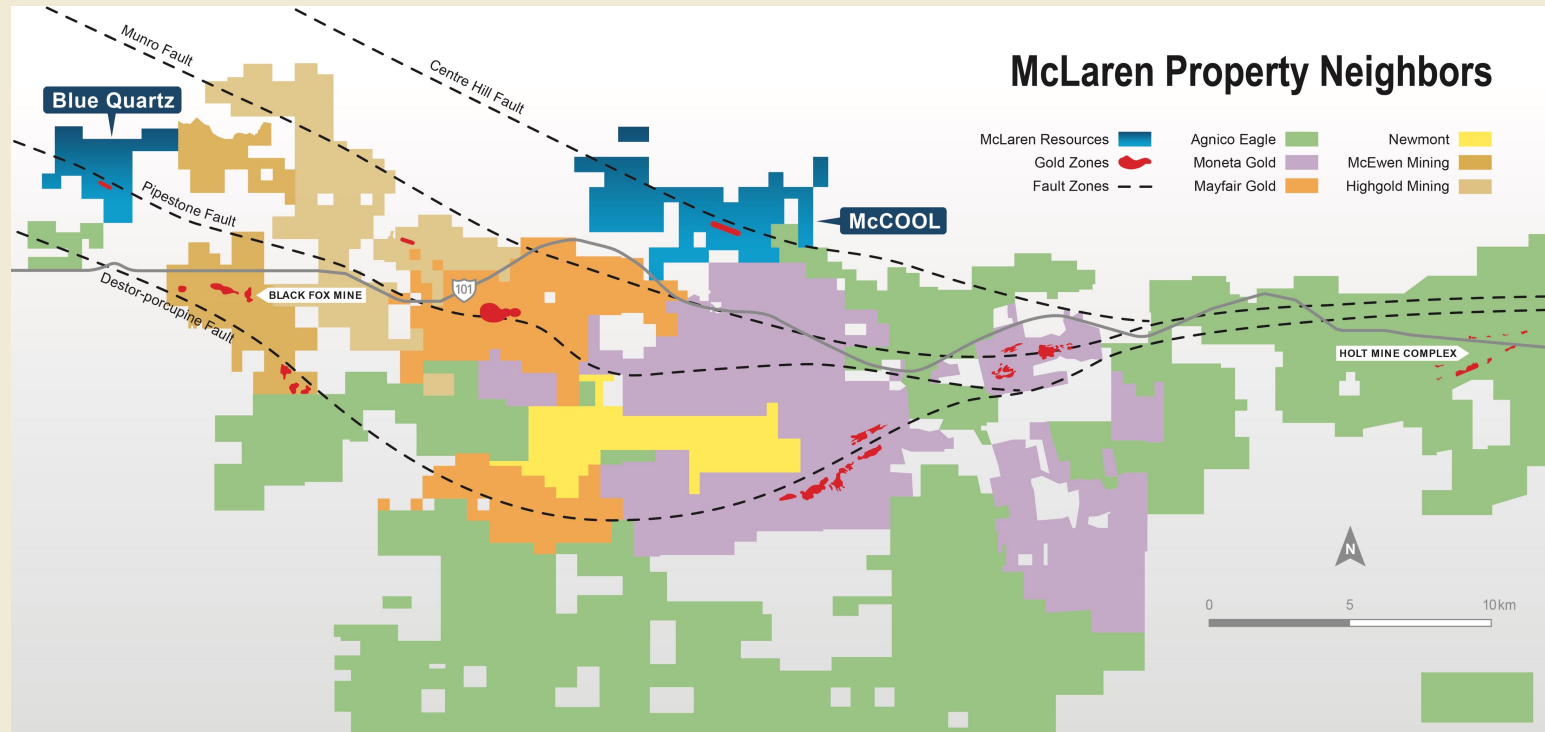 McLaren Property Neighbors
Munro Fault
Centre Hill Fault
Blue Quartz
McLaren Resources
Gold Zones
Fault Zones
Agnico Eagle
Moneta Gold
Mayfair Gold
Newmont
McEwen Mining
Highgold Mining
Pipestone Fault
McCOOL
Destor-porcupine Fault
101
BLACK FOX MINE
HOLT MINE COMPLEX
N
0 5 10 km